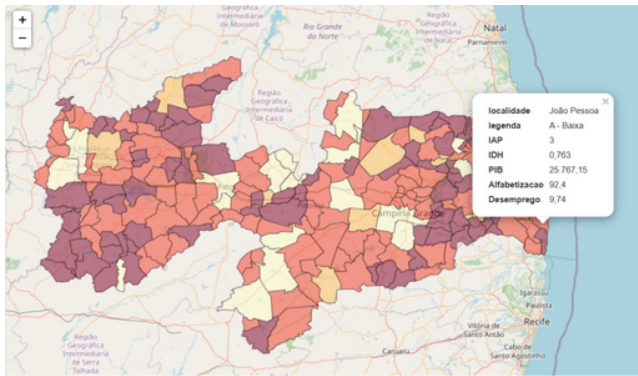 +
−
Geográfica
Intermediária
de Mossoró
Rio Grande
do Norte
Região
Geográfica
Intermediária
de Natal
Natal
Parnamirim
Região
Geográfica
Intermediária
de Caicó
×
localidade João Pessoa
legenda A - Baixa
IAP 3
IDH 0,763
PIB 25.767,15
Alfabetizacao 92,4
Desemprego 9,74
Campina Grande
Região
Geográfica
Intermediária
de Serra
Talhada
Igarassu
Paulista
Recife
Vitória de
Santo Antão
Cabo de
Santo Agostinho
Caruaru